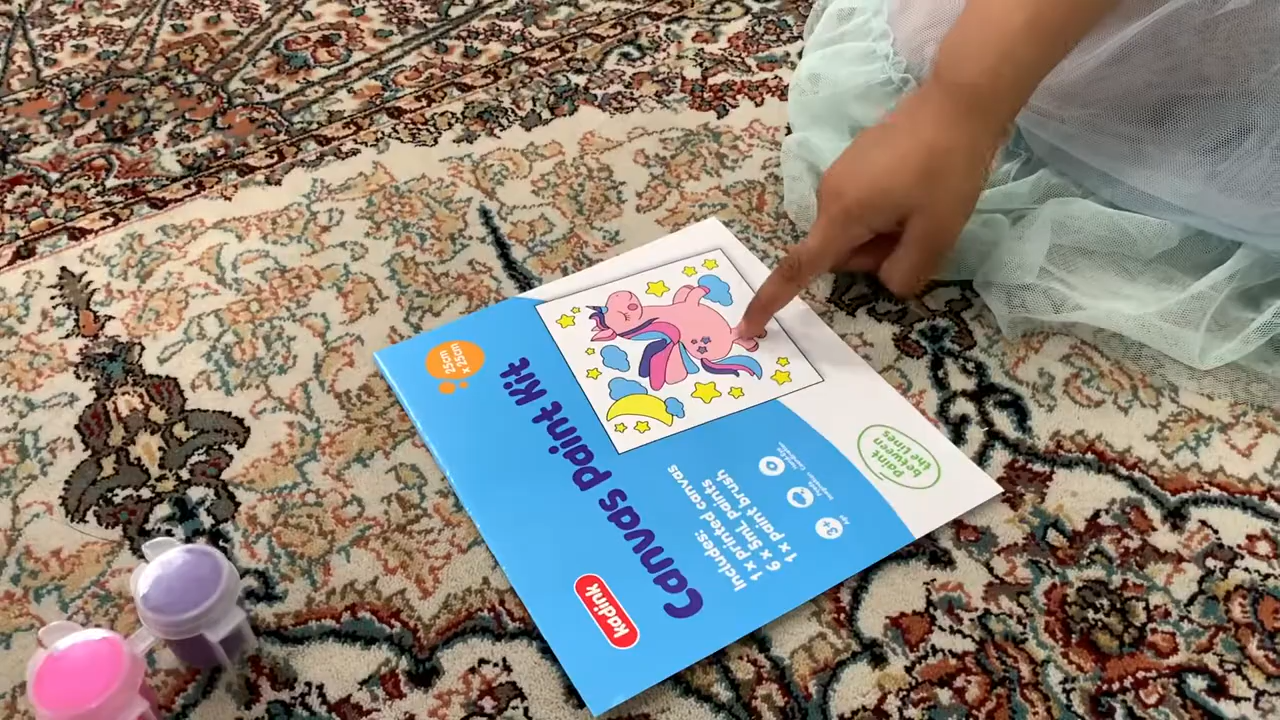 25cm
x 25cm
Canvas Paint Kit
kadink
Includes:
1 x printed canvas
6 x 5mL paints
1 x paint brush
3+
Age
Paint
between
the lines